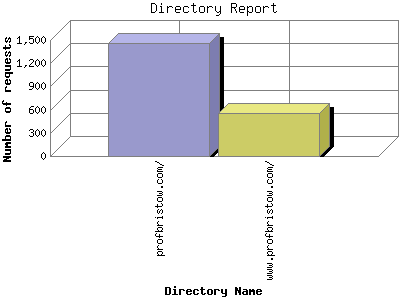 Directory Report
Number of requests
1,500
1,200
900
600
300
0
profbristow.com/
www.profbristow.com/
Directory Name